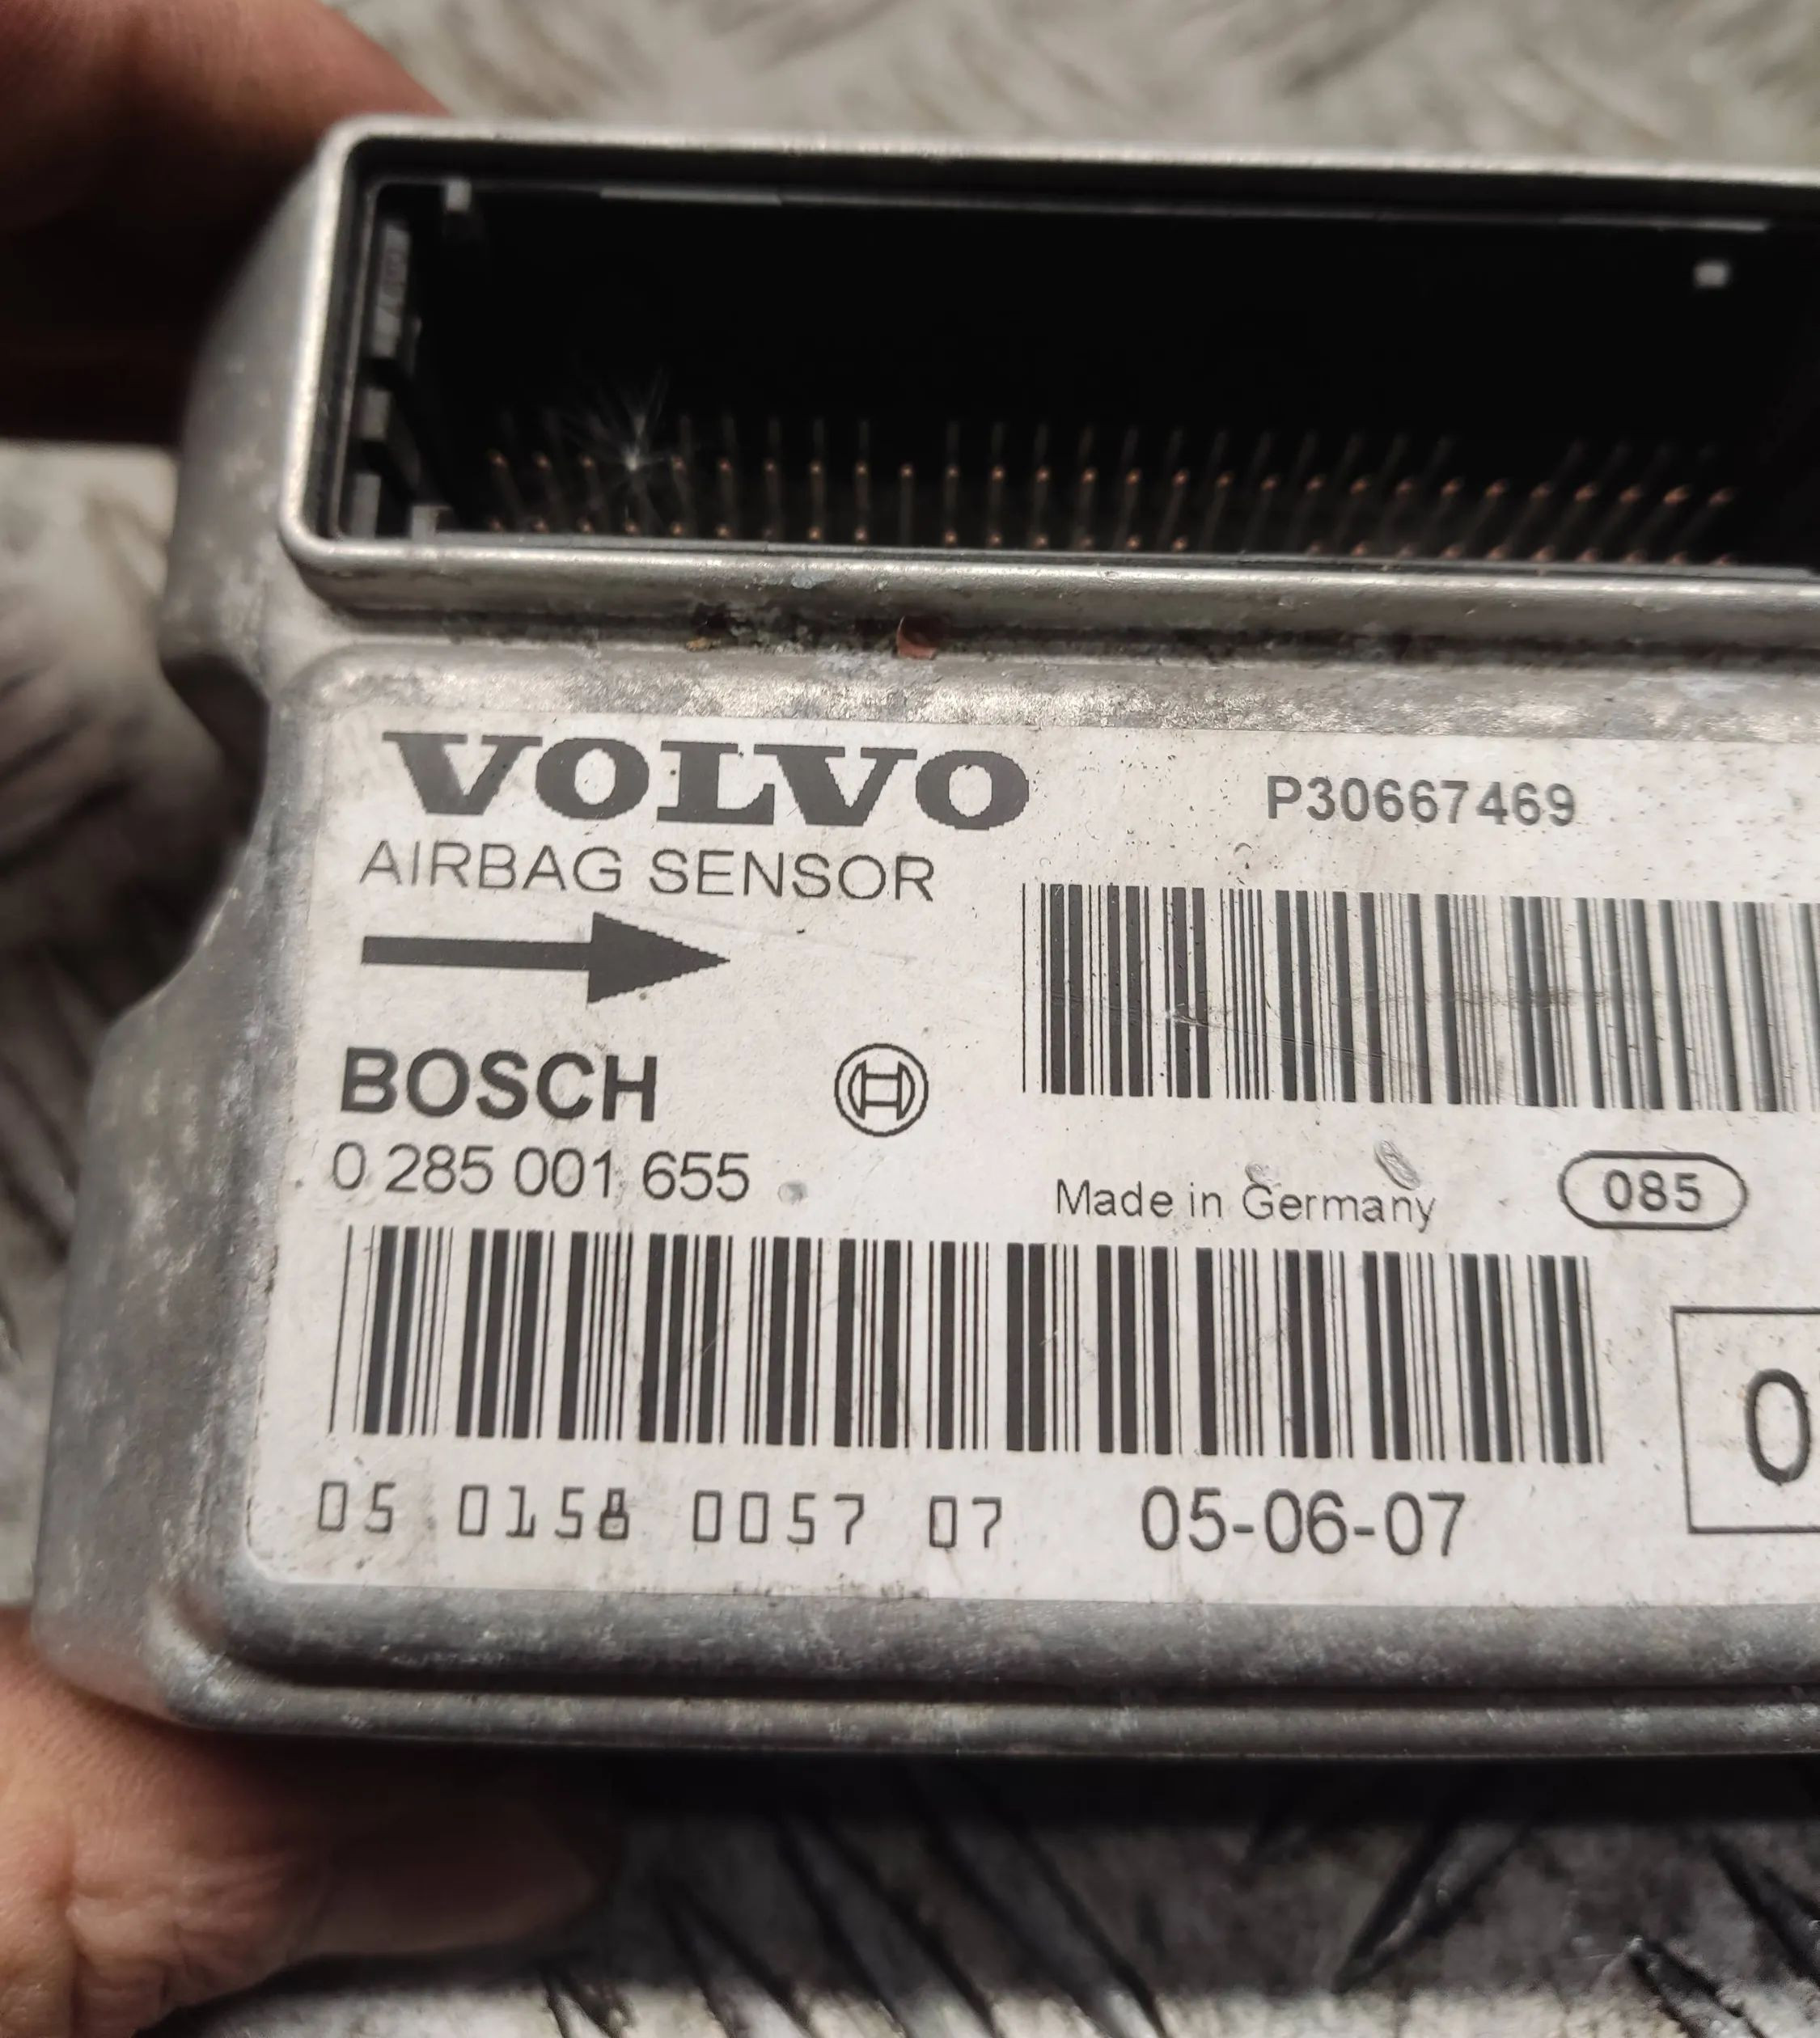 VOLVO
P30667469
AIRBAG SENSOR
BOSCH
0 285 001 655
Made in Germany
085
05 0158 0057 07
05-06-07
0